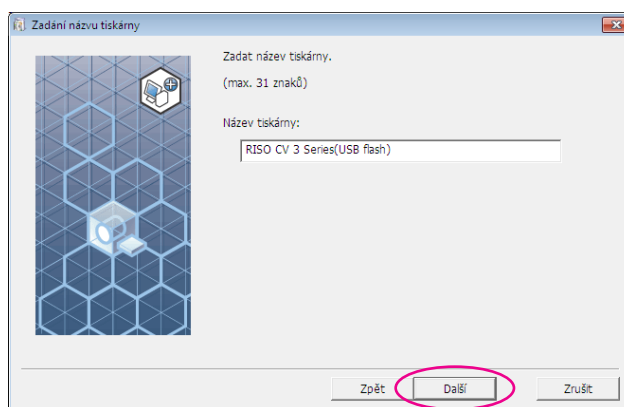 Zadání názvu tiskárny
Zadat název tiskárny.
(max. 31 znaků)
Název tiskárny:
RISO CV 3 Series(USB flash)
Zpět
Další
Zrušit